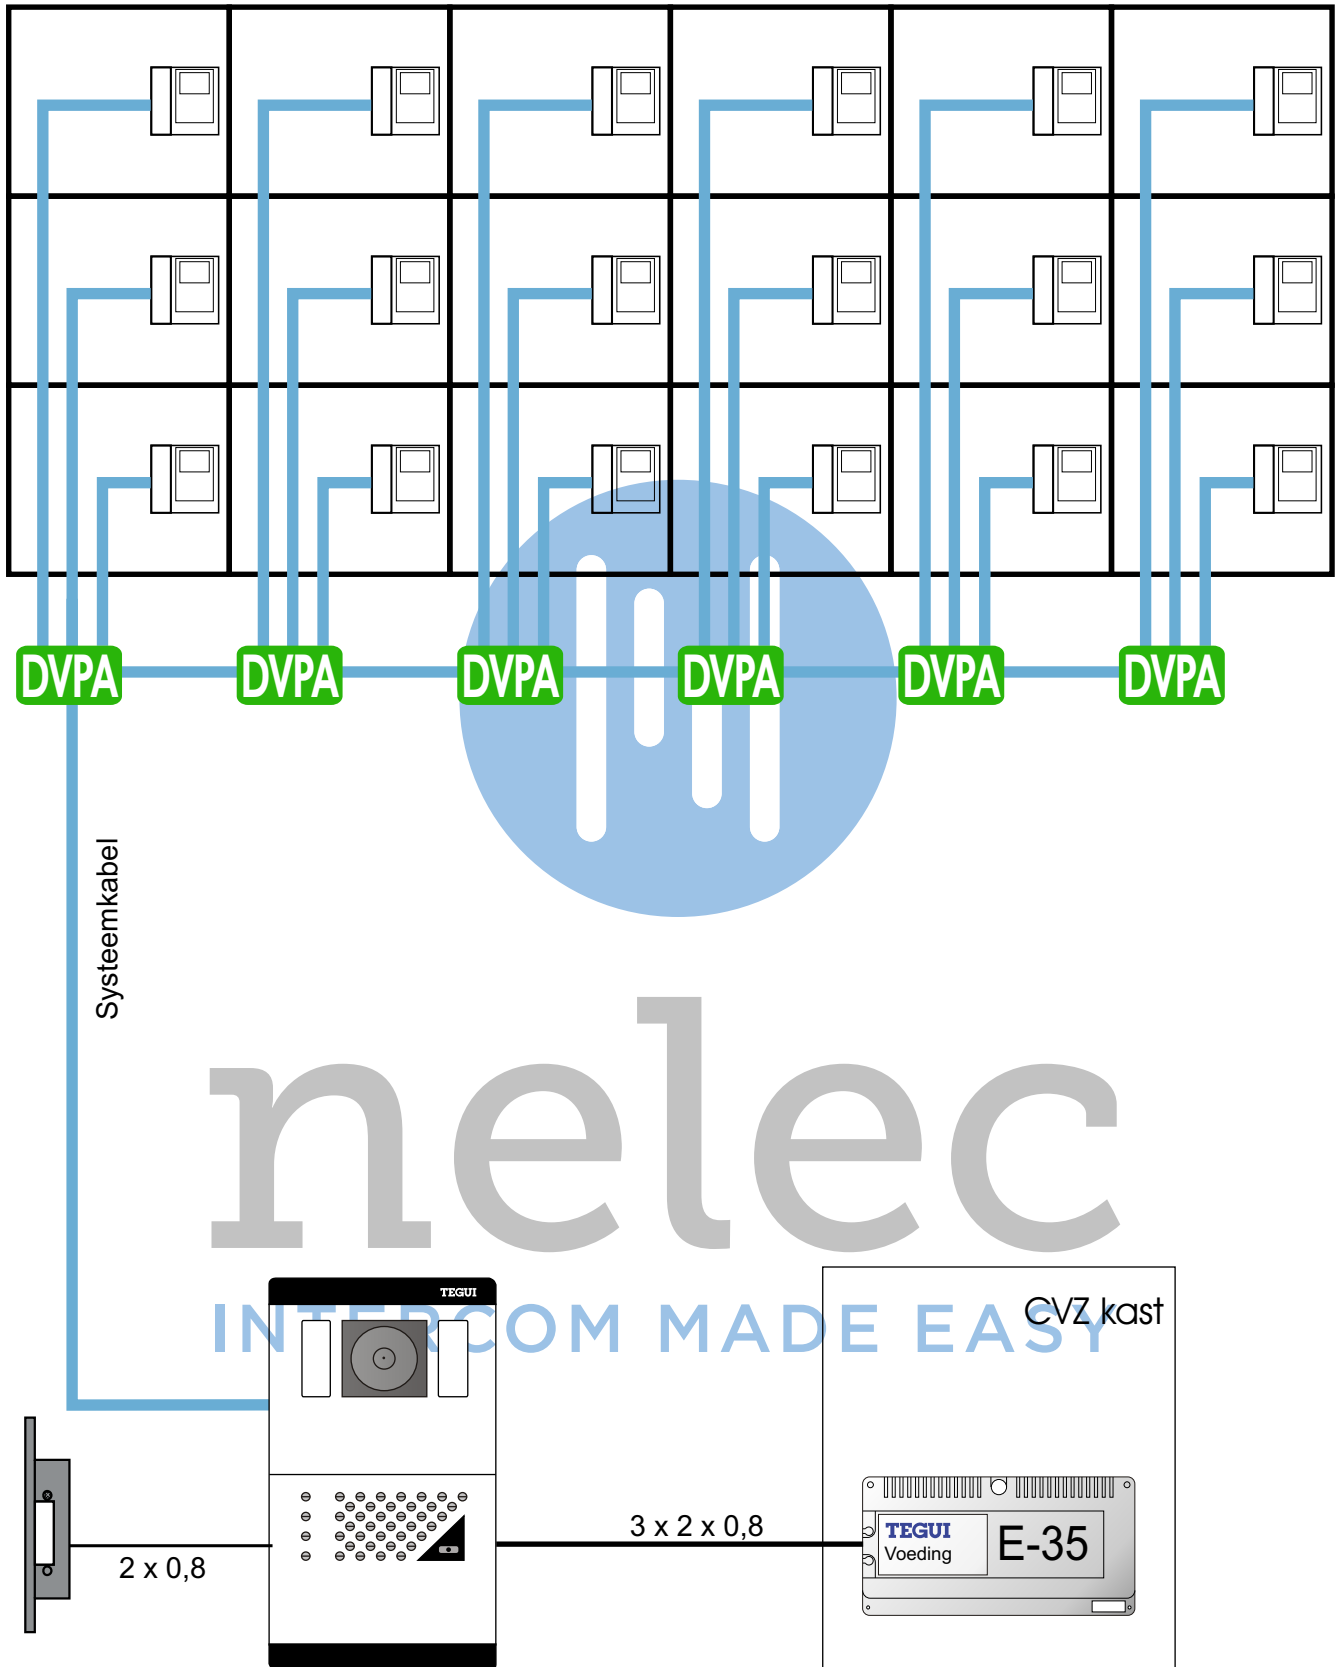 DVPA DVPA DVPA DVPA DVPA DVPA
Systeemkabel
nelec
INTERCOM MADE EASY
TEGUI
CVZ kast
3 x 2 x 0,8
TEGUI
Voeding
E-35
2 x 0,8